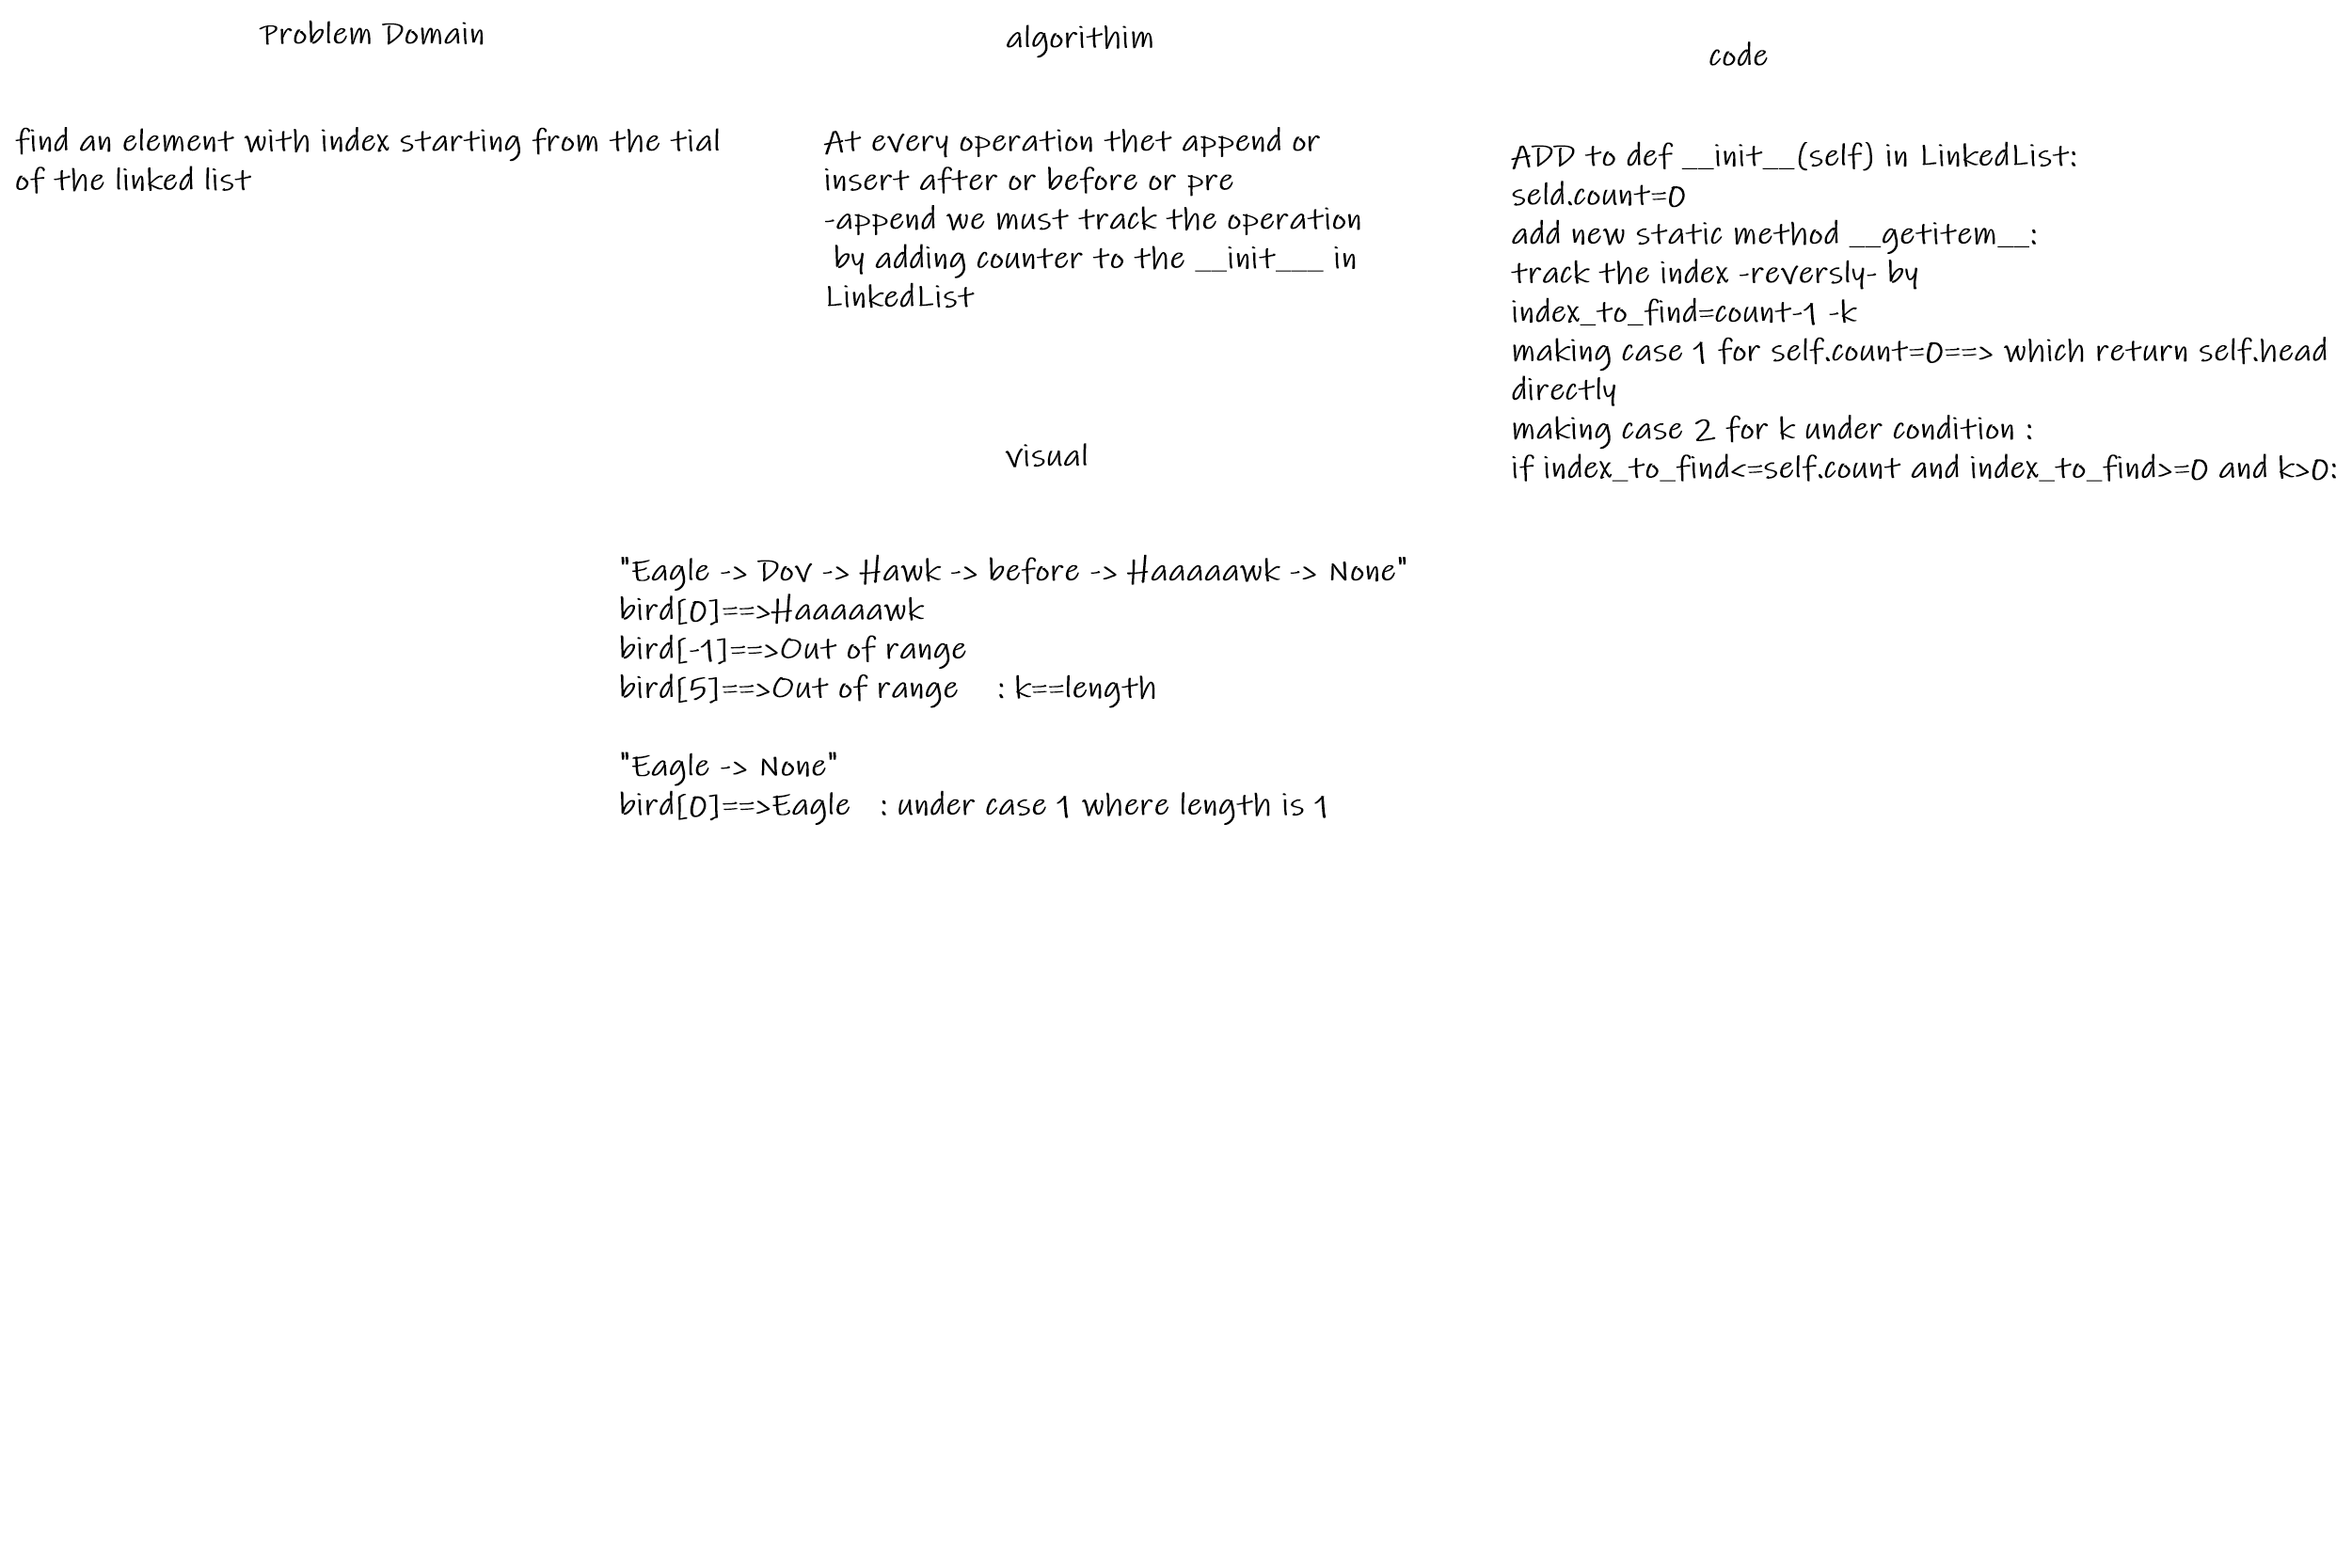 Problem Domain
find an element with index starting from the tial
of the linked list
algorithim
At every operation thet append or
insert after or before or pre
-append we must track the operation
by adding counter to the __init___ in
LinkedList
code
ADD to def __init__(self) in LinkedList:
seld.count=0
add new static method __getitem__:
track the index -reversly- by
index_to_find=count-1 -k
making case 1 for self.count=0==> which return self.head
directly
making case 2 for k under condition :
if index_to_find<=self.count and index_to_find>=0 and k>0:
visual
"Eagle -> Dov -> Hawk -> before -> Haaaaawk -> None"
bird[0]==>Haaaaawk
bird[-1]==>Out of range
bird[5]==>Out of range : k==length
"Eagle -> None"
bird[0]==>Eagle : under case 1 where length is 1